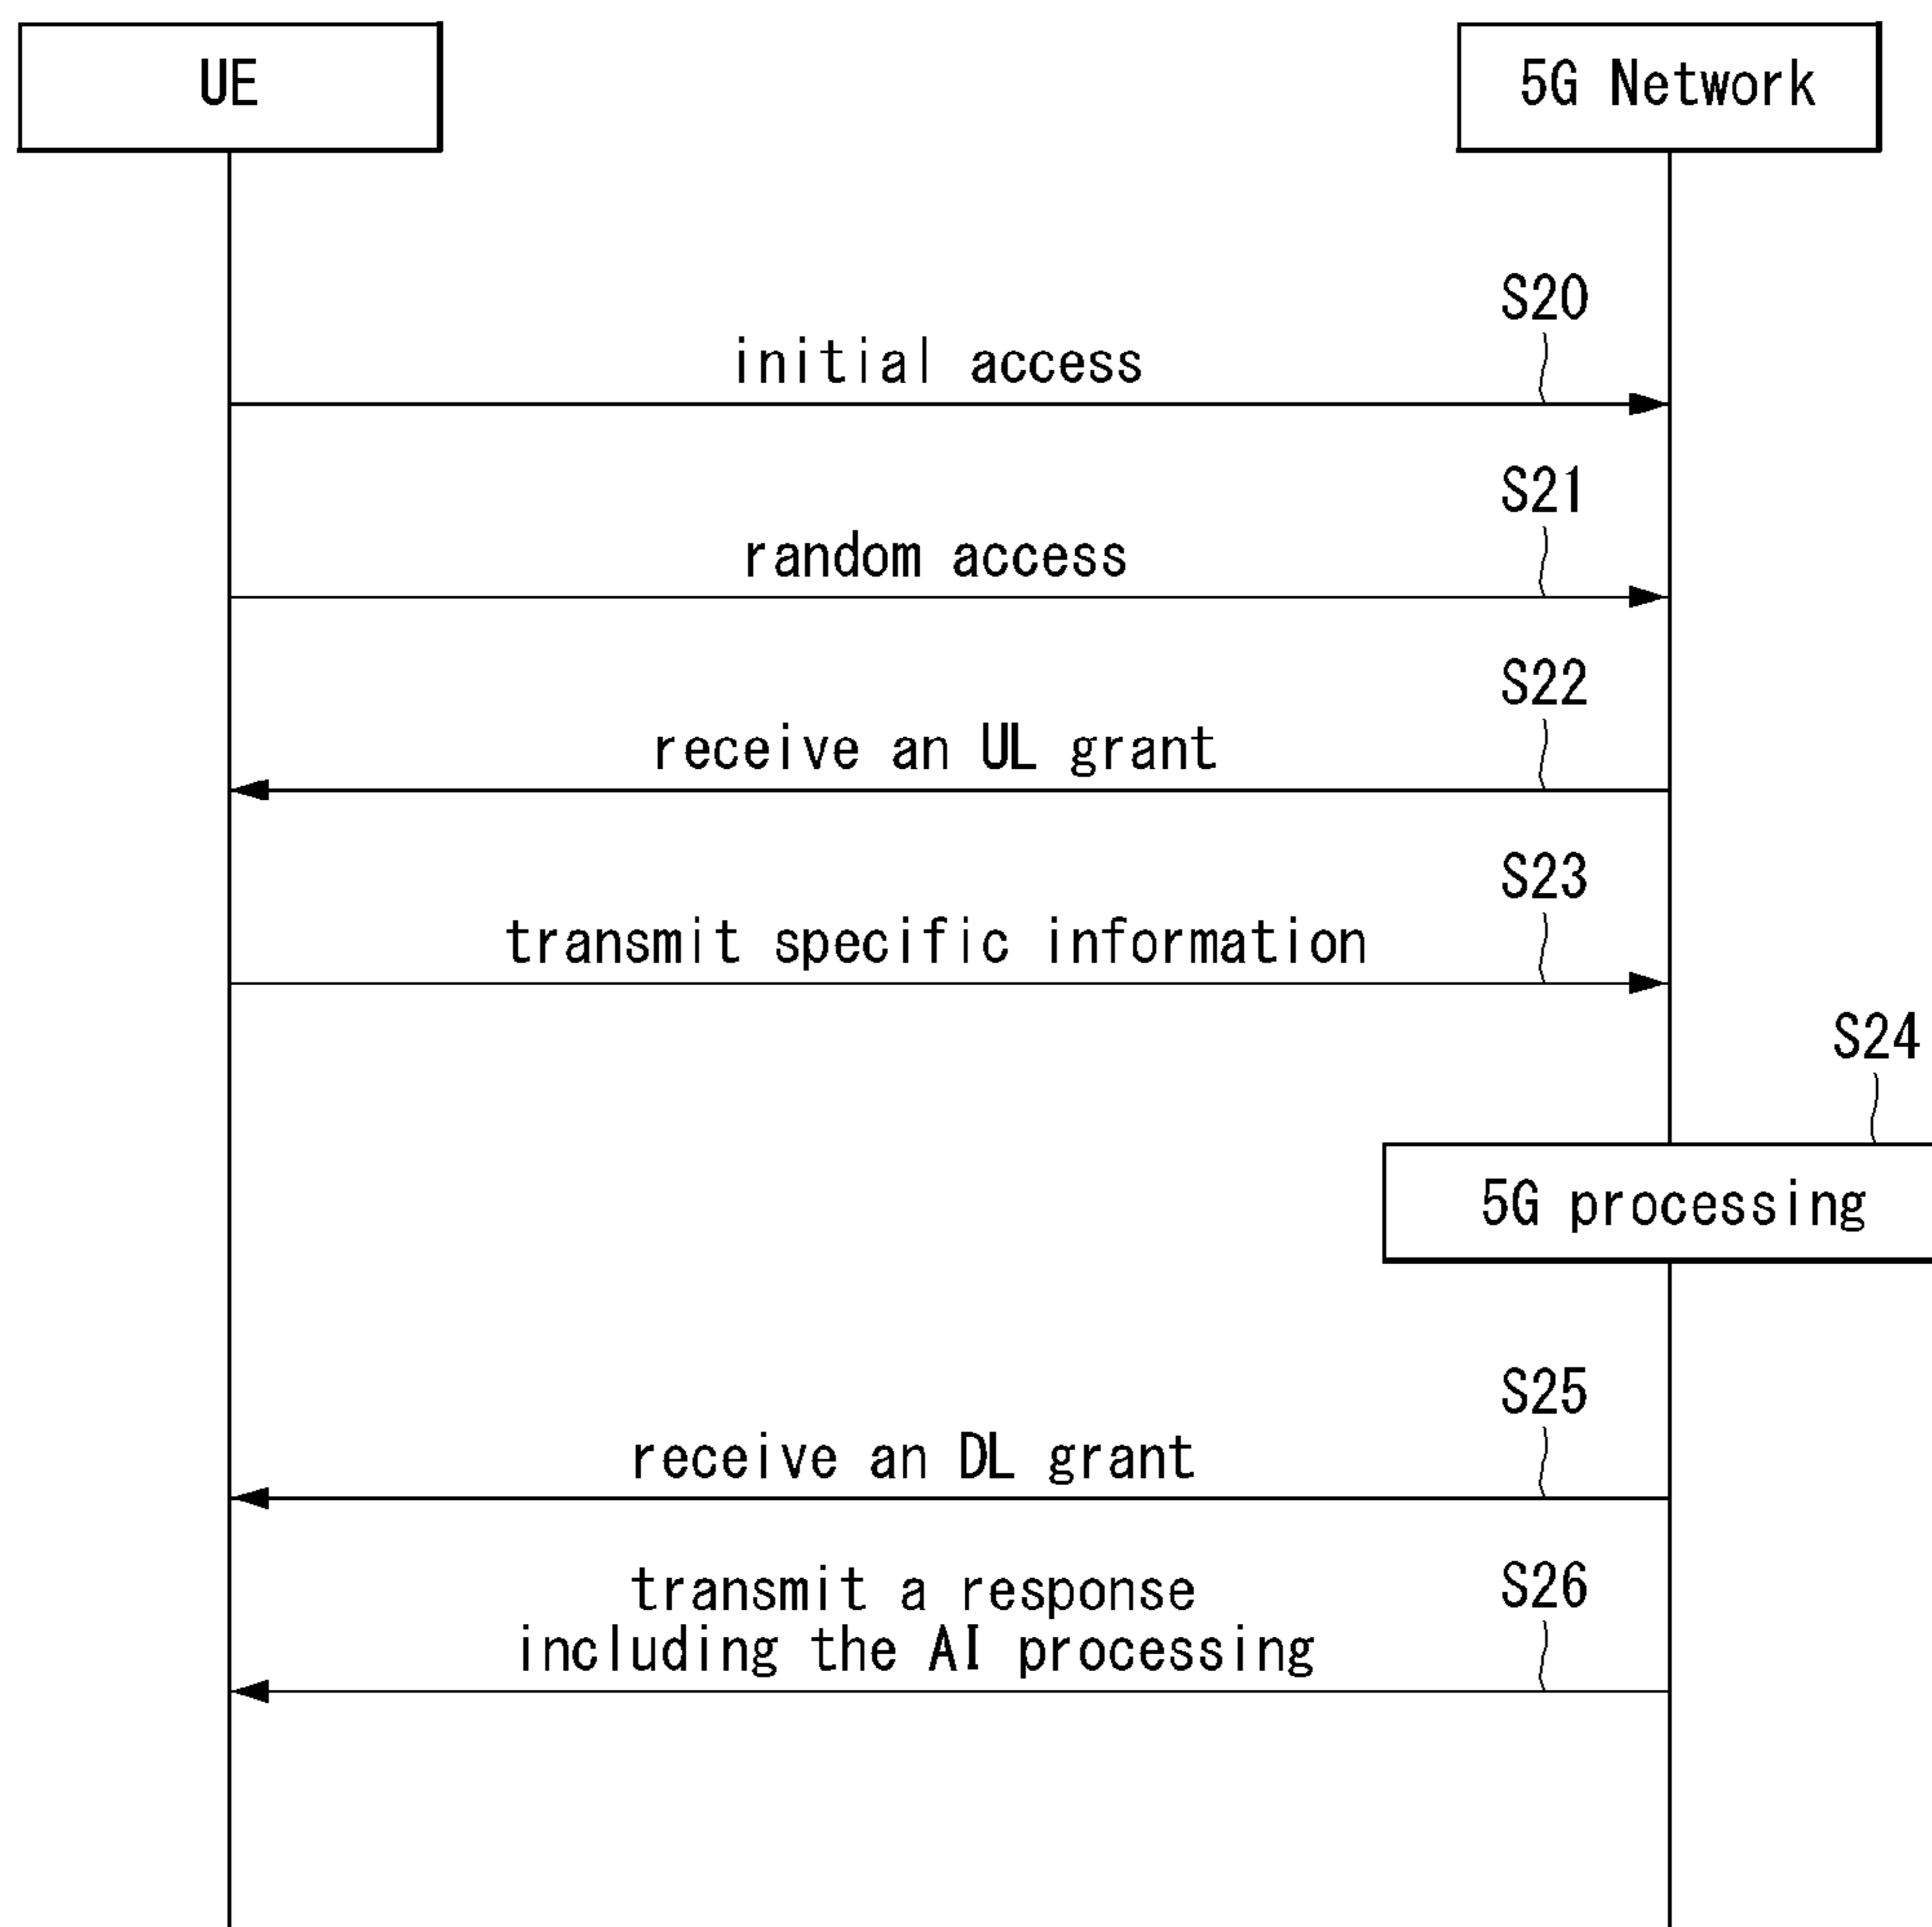 UE
5G Network
S20
initial access
S21
random access
S22
receive an UL grant
S23
transmit specific information
S24
5G processing
S25
receive an DL grant
S26
transmit a response
including the AI processing